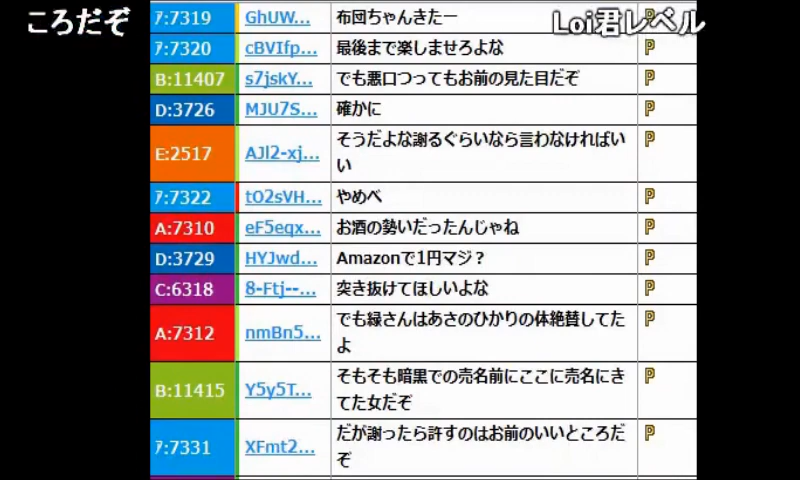 ころだぞ
Loi君レベル
ｱ:7319 GhUW... 布団ちゃんきたー P
ｱ:7320 cBVIfp... 最後まで楽しませろよな P
B:11407 s7jskY... でも悪口つってもお前の見た目だぞ P
D:3726 MJU7S... 確かに P
E:2517 AJl2-xj... そうだよな謝るぐらいなら言わなければい P
い
ｱ:7322 tO2sVH... やめべ P
A:7310 eF5eqx... お酒の勢いだったんじゃね P
D:3729 HYJwd... Amazonで1円マジ？ P
C:6318 8-Ftj--... 突き抜けてほしいよな P
A:7312 nmBn5... でも緑さんはあさのひかりの体絶賛してた P
よ
B:11415 Y5y5T... そもそも暗黒での売名前にここに売名にき P
てた女だぞ
ｱ:7331 XFmt2... だが謝ったら許すのはお前のいいところだ P
ぞ